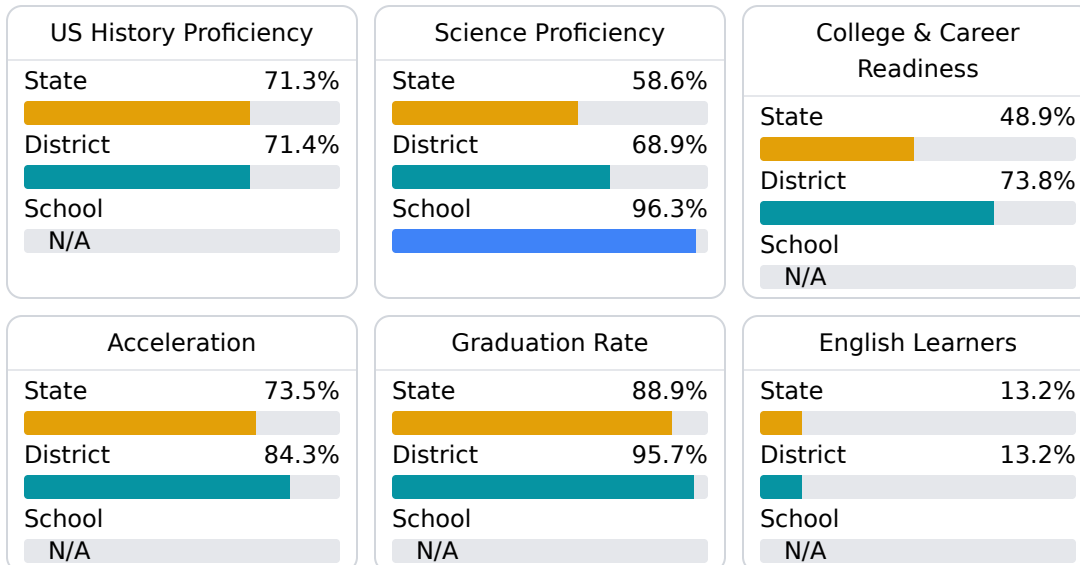 US History Proficiency
State 71.3%
District 71.4%
School
N/A
Science Proficiency
State 58.6%
District 68.9%
School 96.3%
College & Career
Readiness
State 48.9%
District 73.8%
School
N/A
Acceleration
State 73.5%
District 84.3%
School
N/A
Graduation Rate
State 88.9%
District 95.7%
School
N/A
English Learners
State 13.2%
District 13.2%
School
N/A